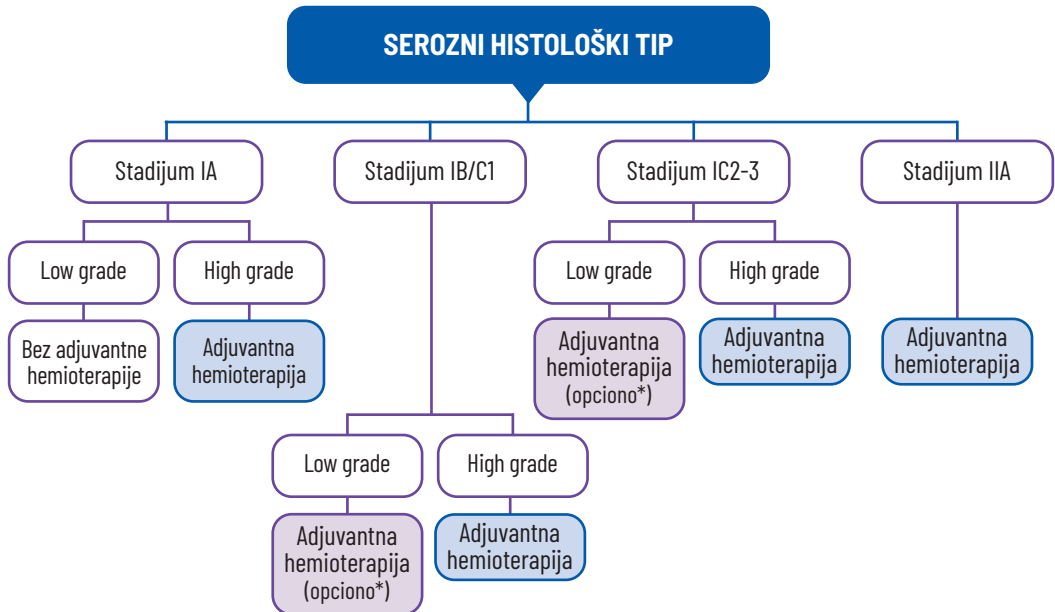 SEROZNI HISTOLOŠKI TIP
Stadijum IA
Stadijum IB/C1
Stadijum IC2-3
Stadijum IIA
Low grade
High grade
Low grade
High grade
Bez adjuvantne
hemioterapije
Adjuvantna
hemioterapija
Adjuvantna
hemioterapija
(opciono*)
Adjuvantna
hemioterapija
Adjuvantna
hemioterapija
Low grade
High grade
Adjuvantna
hemioterapija
(opciono*)
Adjuvantna
hemioterapija